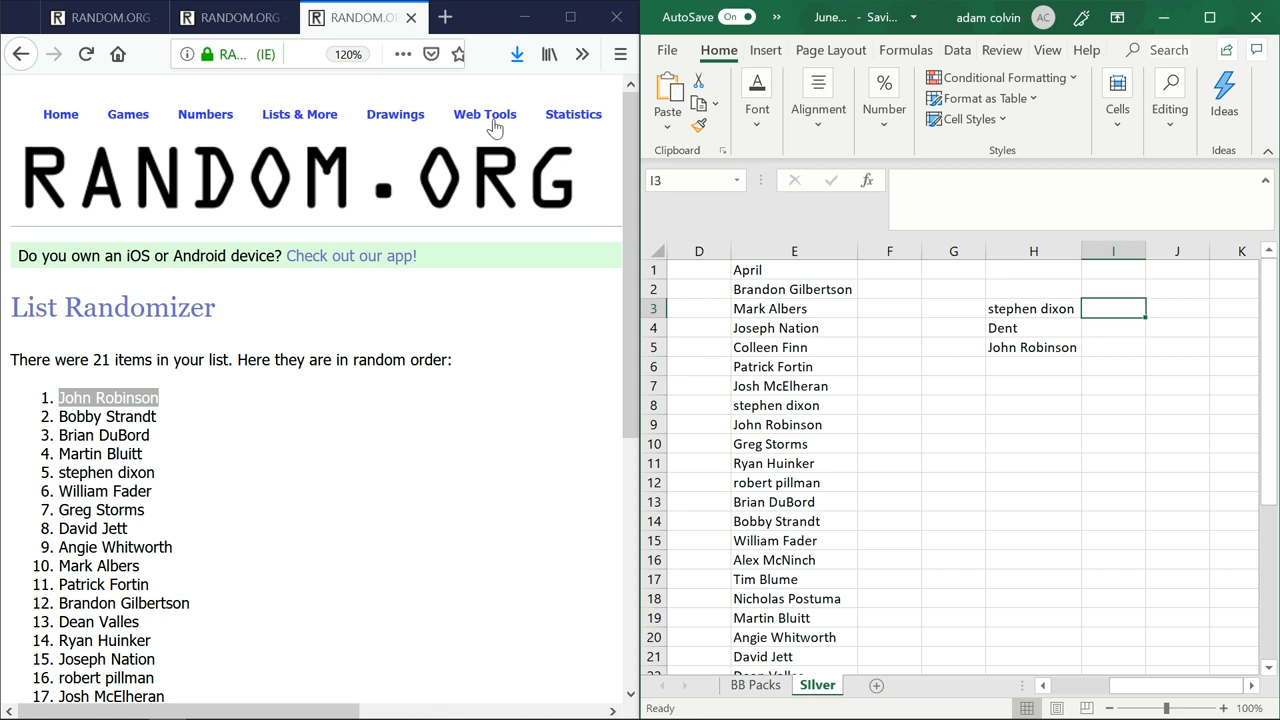 RANDOM.ORG
RANDOM.ORG
RANDOM.OR
RA... (IE)
120%
Home
Games
Numbers
Lists & More
Drawings
Web Tools
Statistics
RANDOM.ORG
Do you own an iOS or Android device? Check out our app!
List Randomizer
There were 21 items in your list. Here they are in random order:
1. John Robinson
2. Bobby Strandt
3. Brian DuBord
4. Martin Bluitt
5. stephen dixon
6. William Fader
7. Greg Storms
8. David Jett
9. Angie Whitworth
10. Mark Albers
11. Patrick Fortin
12. Brandon Gilbertson
13. Dean Valles
14. Ryan Huinker
15. Joseph Nation
16. robert pillman
17. Josh McElheran
AutoSave On
June... - Savi...
adam colvin AC
File Home Insert Page Layout Formulas Data Review View Help Search
Paste
Clipboard
Font
Alignment
Number
Conditional Formatting
Format as Table
Cell Styles
Styles
Cells
Editing
Ideas
Ideas
I3
fx
D E F G H I J K
1 April
2 Brandon Gilbertson
3 Mark Albers stephen dixon
4 Joseph Nation Dent
5 Colleen Finn John Robinson
6 Patrick Fortin
7 Josh McElheran
8 stephen dixon
9 John Robinson
10 Greg Storms
11 Ryan Huinker
12 robert pillman
13 Brian DuBord
14 Bobby Strandt
15 William Fader
16 Alex McNinch
17 Tim Blume
18 Nicholas Postuma
19 Martin Bluitt
20 Angie Whitworth
21 David Jett
BB Packs
SIlver
Ready
100%